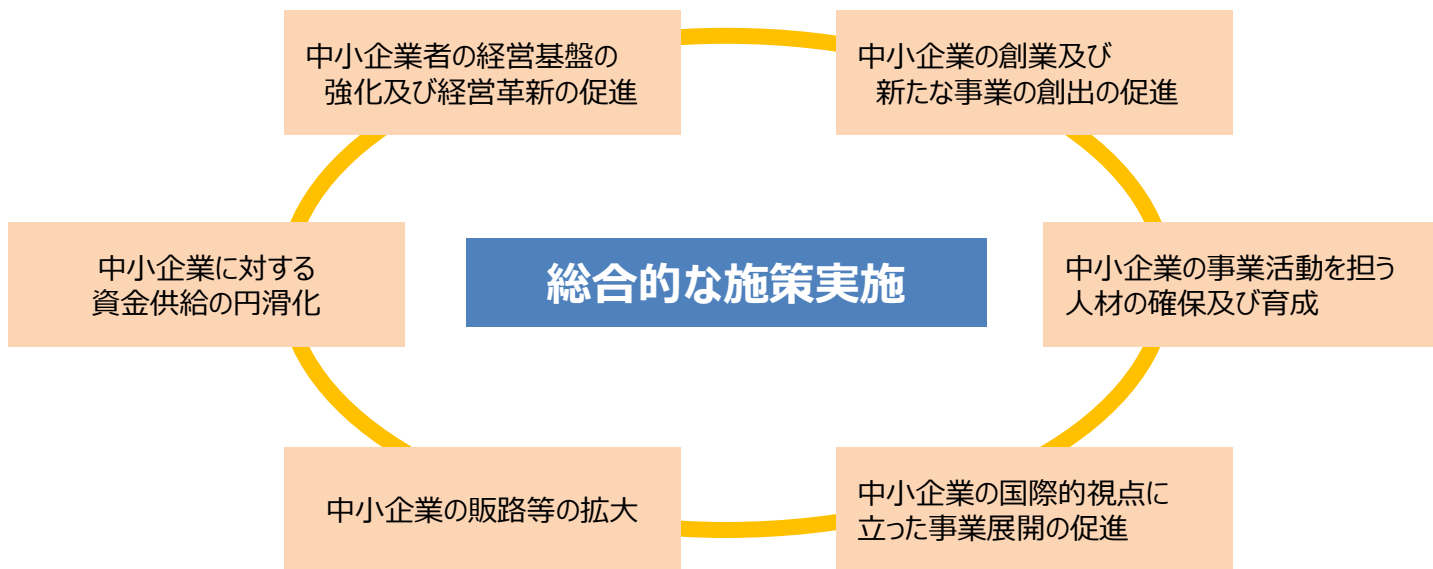 中小企業者の経営基盤の
強化及び経営革新の促進
中小企業の創業及び
新たな事業の創出の促進
中小企業に対する
資金供給の円滑化
総合的な施策実施
中小企業の事業活動を担う
人材の確保及び育成
中小企業の販路等の拡大
中小企業の国際的視点に
立った事業展開の促進